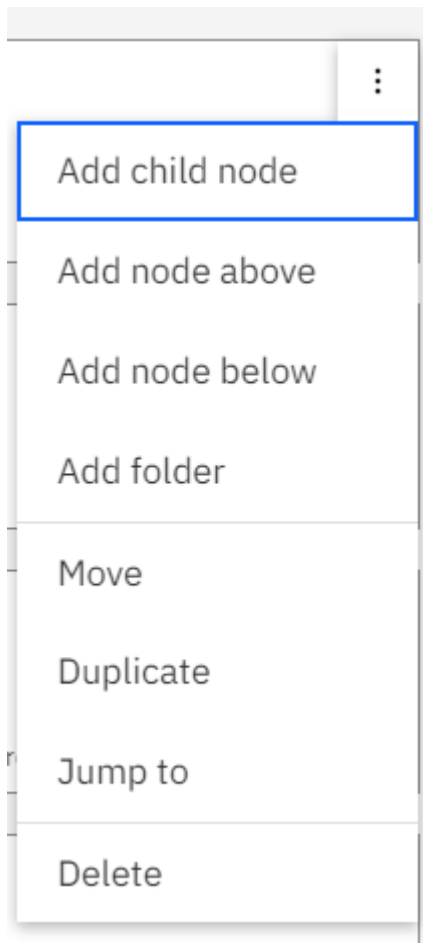 Add child node
Add node above
Add node below
Add folder
Move
Duplicate
Jump to
Delete